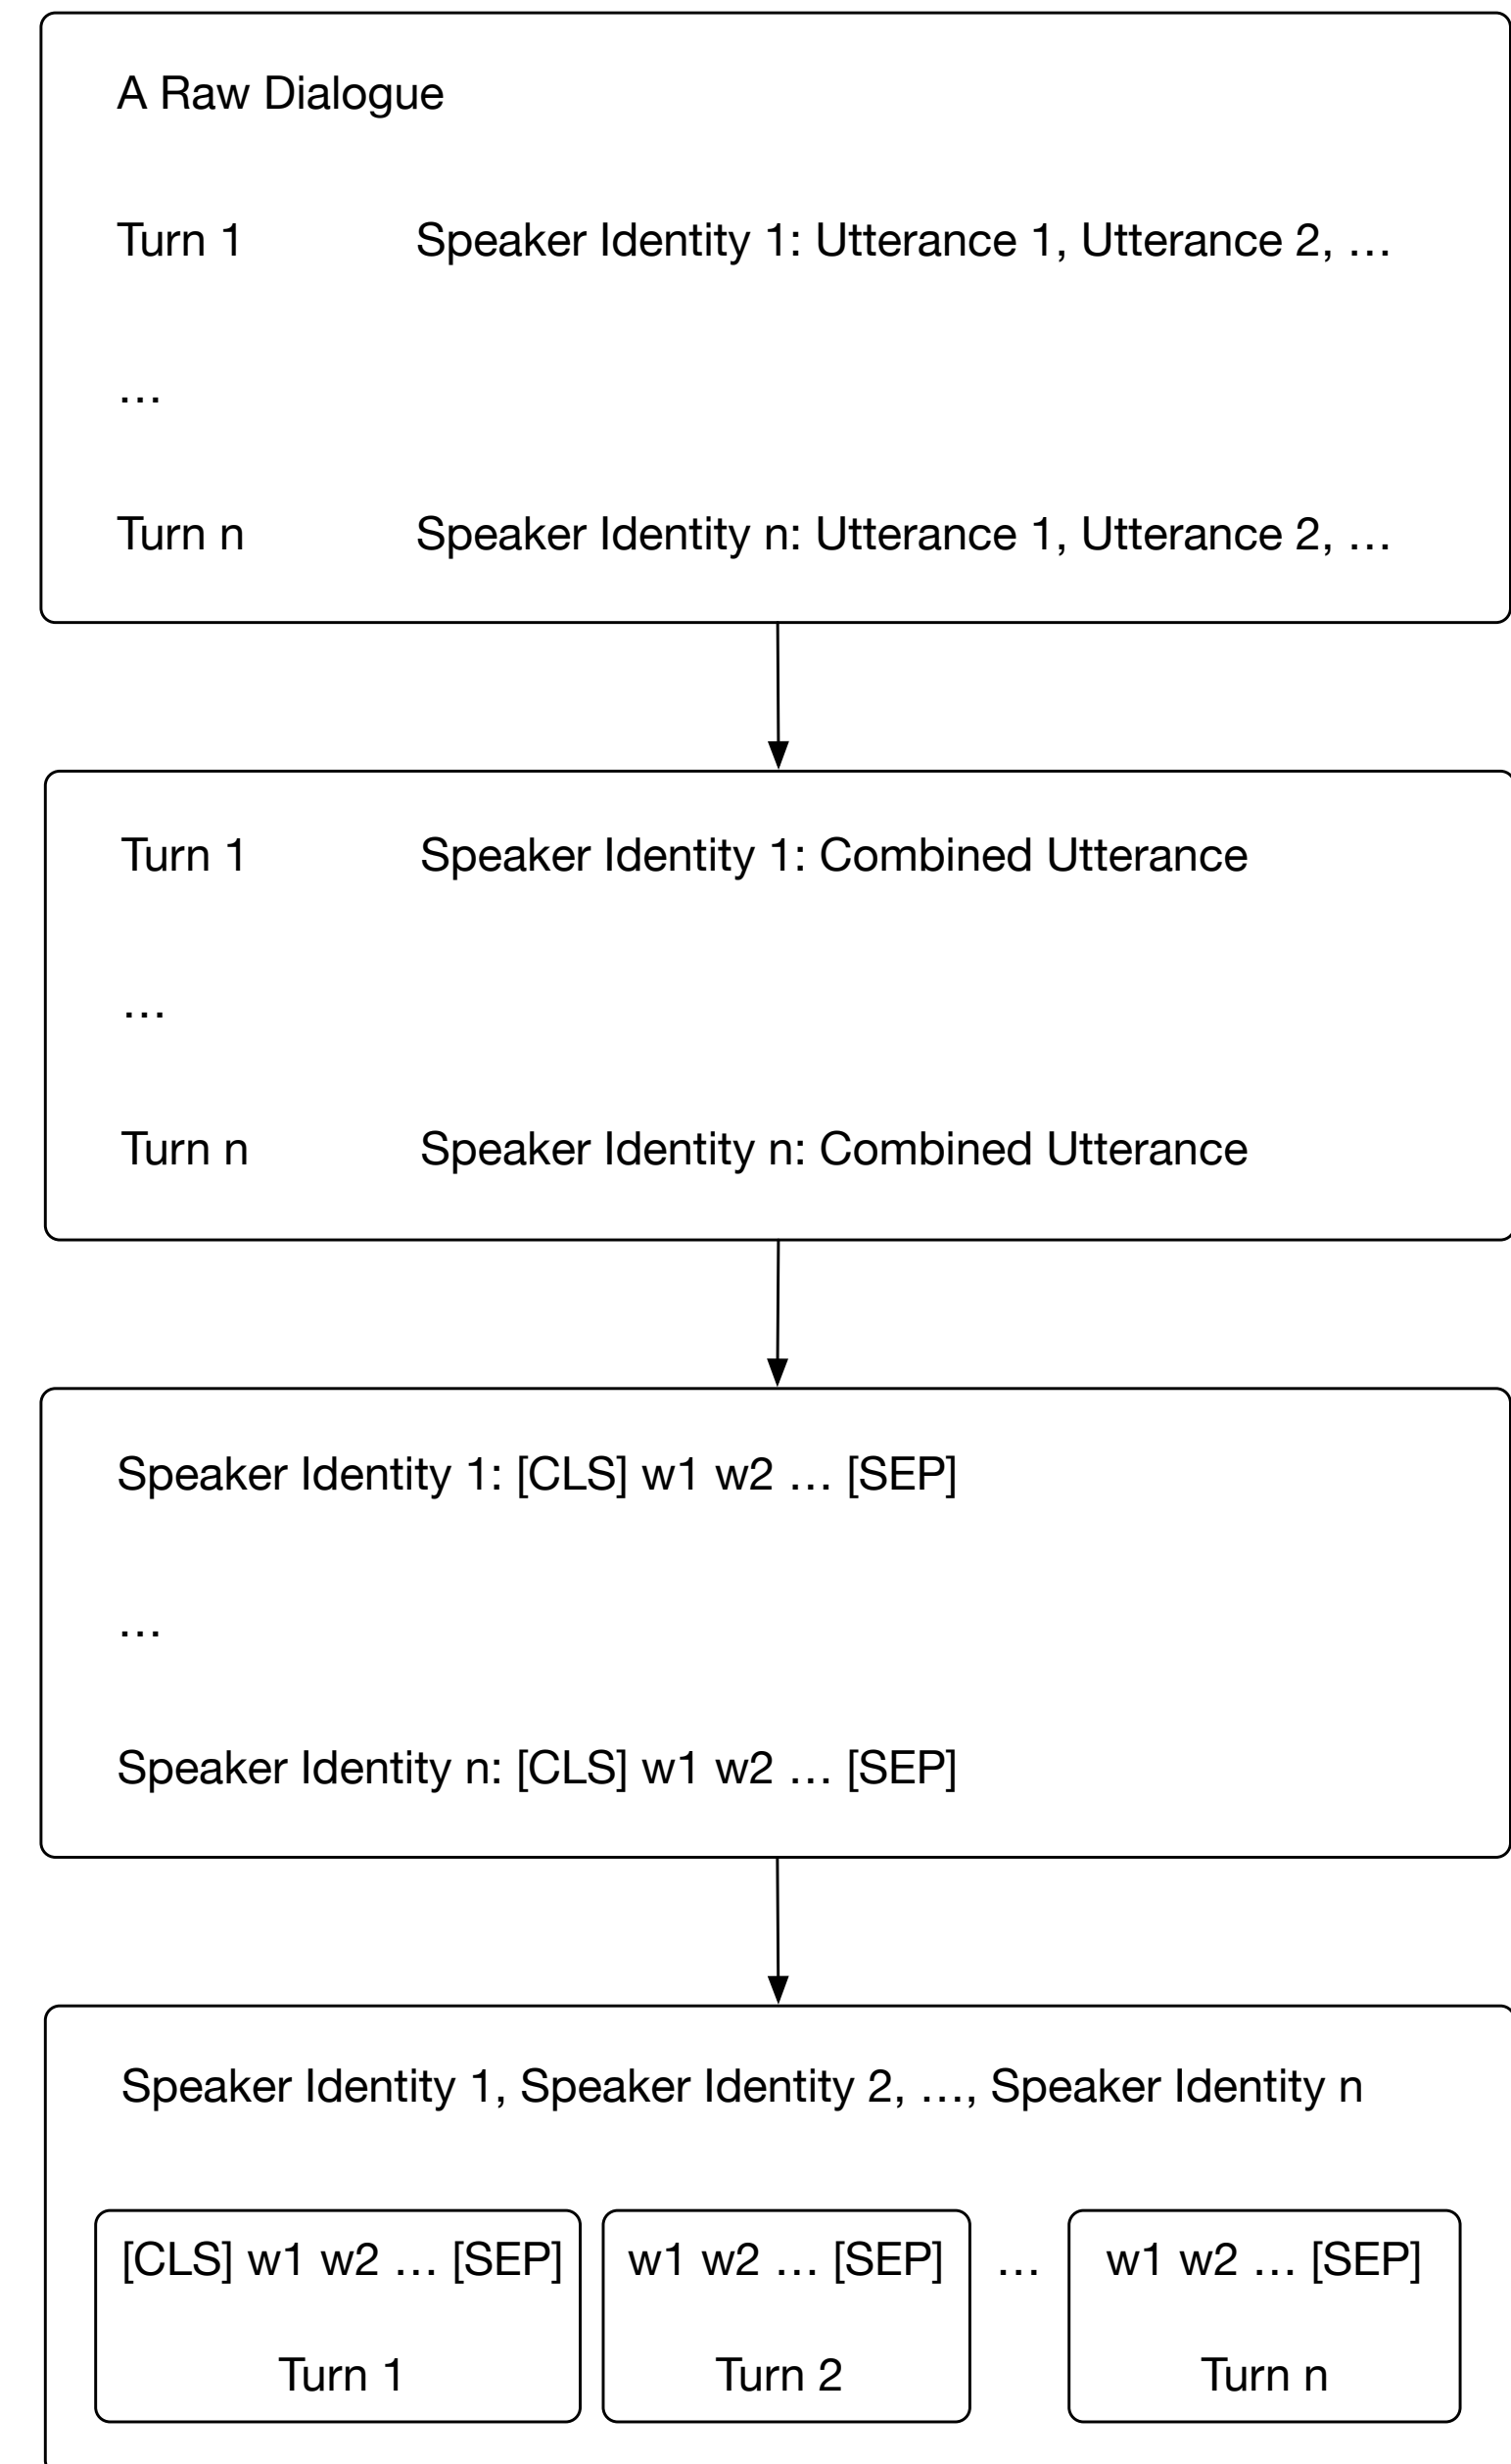 A Raw Dialogue
Turn 1 Speaker Identity 1: Utterance 1, Utterance 2, …
…
Turn n Speaker Identity n: Utterance 1, Utterance 2, …
Turn 1 Speaker Identity 1: Combined Utterance
…
Turn n Speaker Identity n: Combined Utterance
Speaker Identity 1: [CLS] w1 w2 … [SEP]
…
Speaker Identity n: [CLS] w1 w2 … [SEP]
Speaker Identity 1, Speaker Identity 2, …, Speaker Identity n
[CLS] w1 w2 … [SEP] w1 w2 … [SEP] … w1 w2 … [SEP]
Turn 1 Turn 2 Turn n